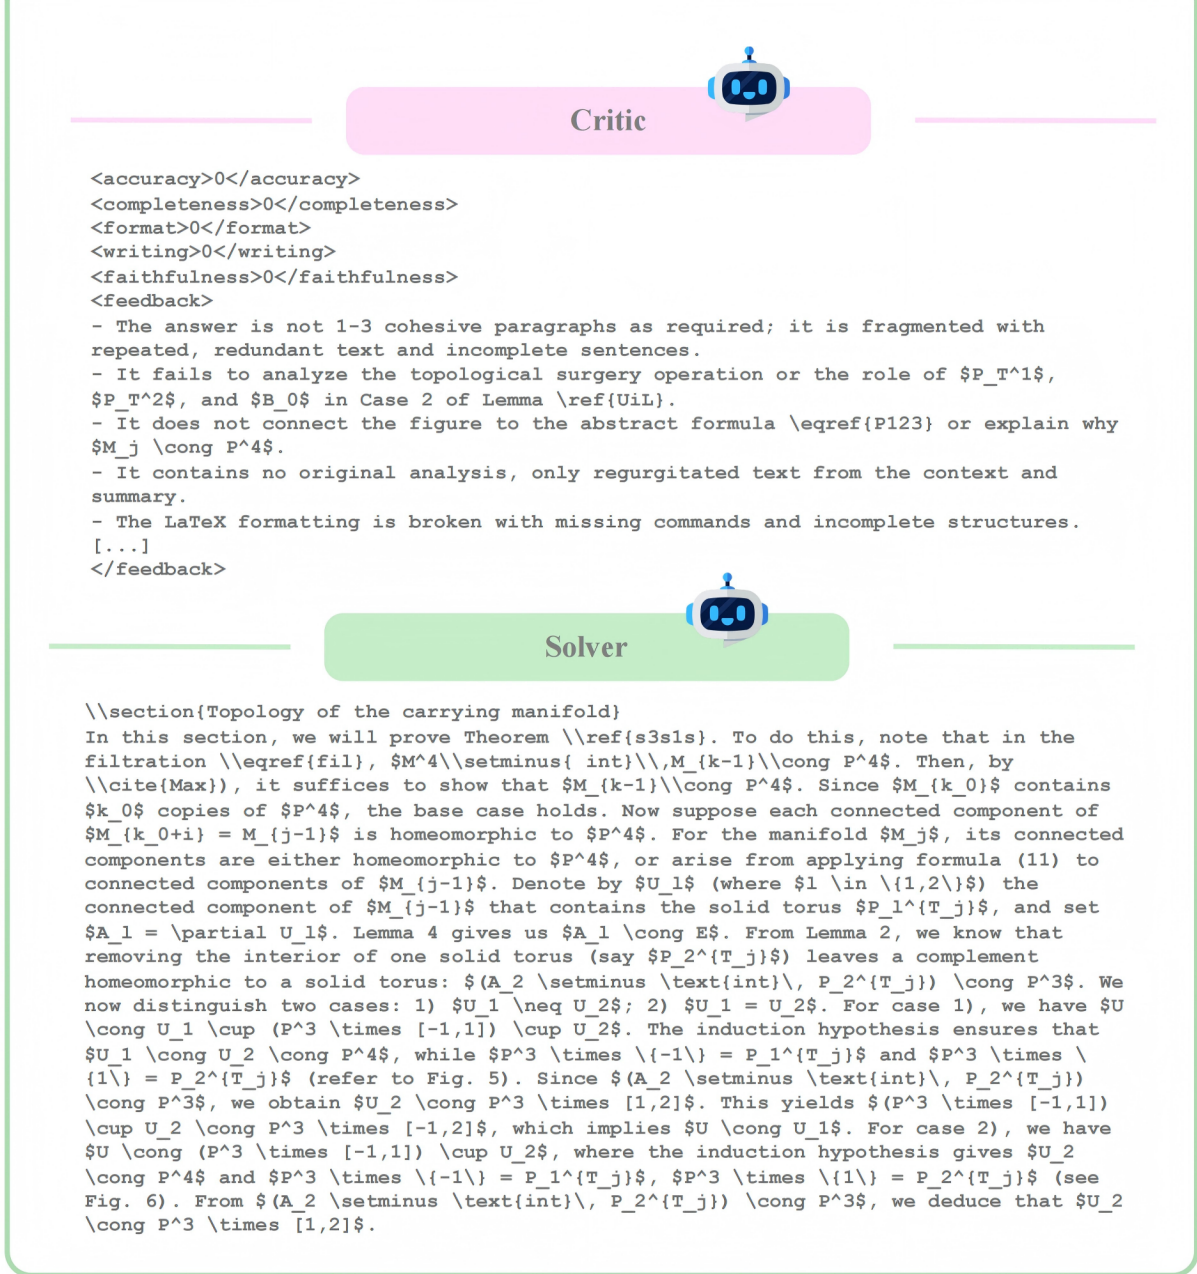 Critic
<accuracy>0</accuracy>
<completeness>0</completeness>
<format>0</format>
<writing>0</writing>
<faithfulness>0</faithfulness>
<feedback>
- The answer is not 1-3 cohesive paragraphs as required; it is fragmented with
repeated, redundant text and incomplete sentences.
- It fails to analyze the topological surgery operation or the role of $P_T^1$,
$P_T^2$, and $B_0$ in Case 2 of Lemma \ref{UiL}.
- It does not connect the figure to the abstract formula \eqref{P123} or explain why
$M_j \cong P^4$.
- It contains no original analysis, only regurgitated text from the context and
summary.
- The LaTeX formatting is broken with missing commands and incomplete structures.
[...]
</feedback>
Solver
\\section{Topology of the carrying manifold}
In this section, we will prove Theorem \\ref{s3s1s}. To do this, note that in the
filtration \\eqref{fil}, $M^4\\setminus{ int}\\,M_{k-1}\\cong P^4$. Then, by
\\cite{Max}), it suffices to show that $M_{k-1}\\cong P^4$. Since $M_{k_0}$ contains
$k_0$ copies of $P^4$, the base case holds. Now suppose each connected component of
$M_{k_0+i} = M_{j-1}$ is homeomorphic to $P^4$. For the manifold $M_j$, its connected
components are either homeomorphic to $P^4$, or arise from applying formula (11) to
connected components of $M_{j-1}$. Denote by $U_l$ (where $l \in \{1,2\}$) the
connected component of $M_{j-1}$ that contains the solid torus $P_l^{T_j}$, and set
$A_l = \partial U_l$. Lemma 4 gives us $A_l \cong E$. From Lemma 2, we know that
removing the interior of one solid torus (say $P_2^{T_j}$) leaves a complement
homeomorphic to a solid torus: $(A_2 \setminus \text{int}\, P_2^{T_j}) \cong P^3$. We
now distinguish two cases: 1) $U_1 \neq U_2$; 2) $U_1 = U_2$. For case 1), we have $U
\cong U_1 \cup (P^3 \times [-1,1]) \cup U_2$. The induction hypothesis ensures that
$U_1 \cong U_2 \cong P^4$, while $P^3 \times \{-1\} = P_1^{T_j}$ and $P^3 \times \
{1\} = P_2^{T_j}$ (refer to Fig. 5). Since $(A_2 \setminus \text{int}\, P_2^{T_j})
\cong P^3$, we obtain $U_2 \cong P^3 \times [1,2]$. This yields $(P^3 \times [-1,1])
\cup U_2 \cong P^3 \times [-1,2]$, which implies $U \cong U_1$. For case 2), we have
$U \cong (P^3 \times [-1,1]) \cup U_2$, where the induction hypothesis gives $U_2
\cong P^4$ and $P^3 \times \{-1\} = P_1^{T_j}$, $P^3 \times \{1\} = P_2^{T_j}$ (see
Fig. 6). From $(A_2 \setminus \text{int}\, P_2^{T_j}) \cong P^3$, we deduce that $U_2
\cong P^3 \times [1,2]$.